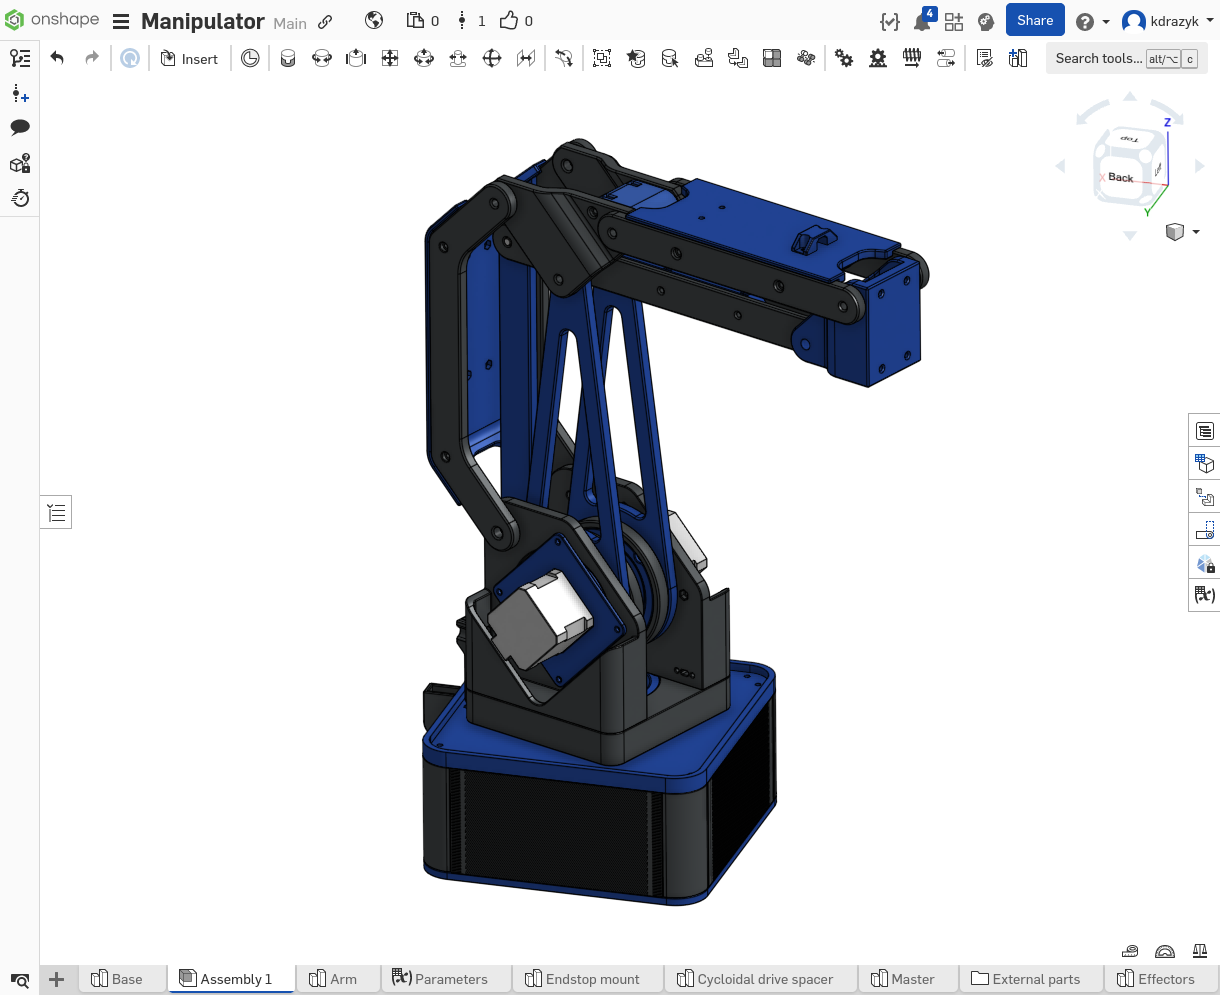 onshape Manipulator Main 0 1 0 4 Share kdrazyk
Insert Search tools... alt/⌥ c
Z
Top
X Back
Y
Base Assembly 1 Arm (x) Parameters Endstop mount Cycloidal drive spacer Master External parts Effectors